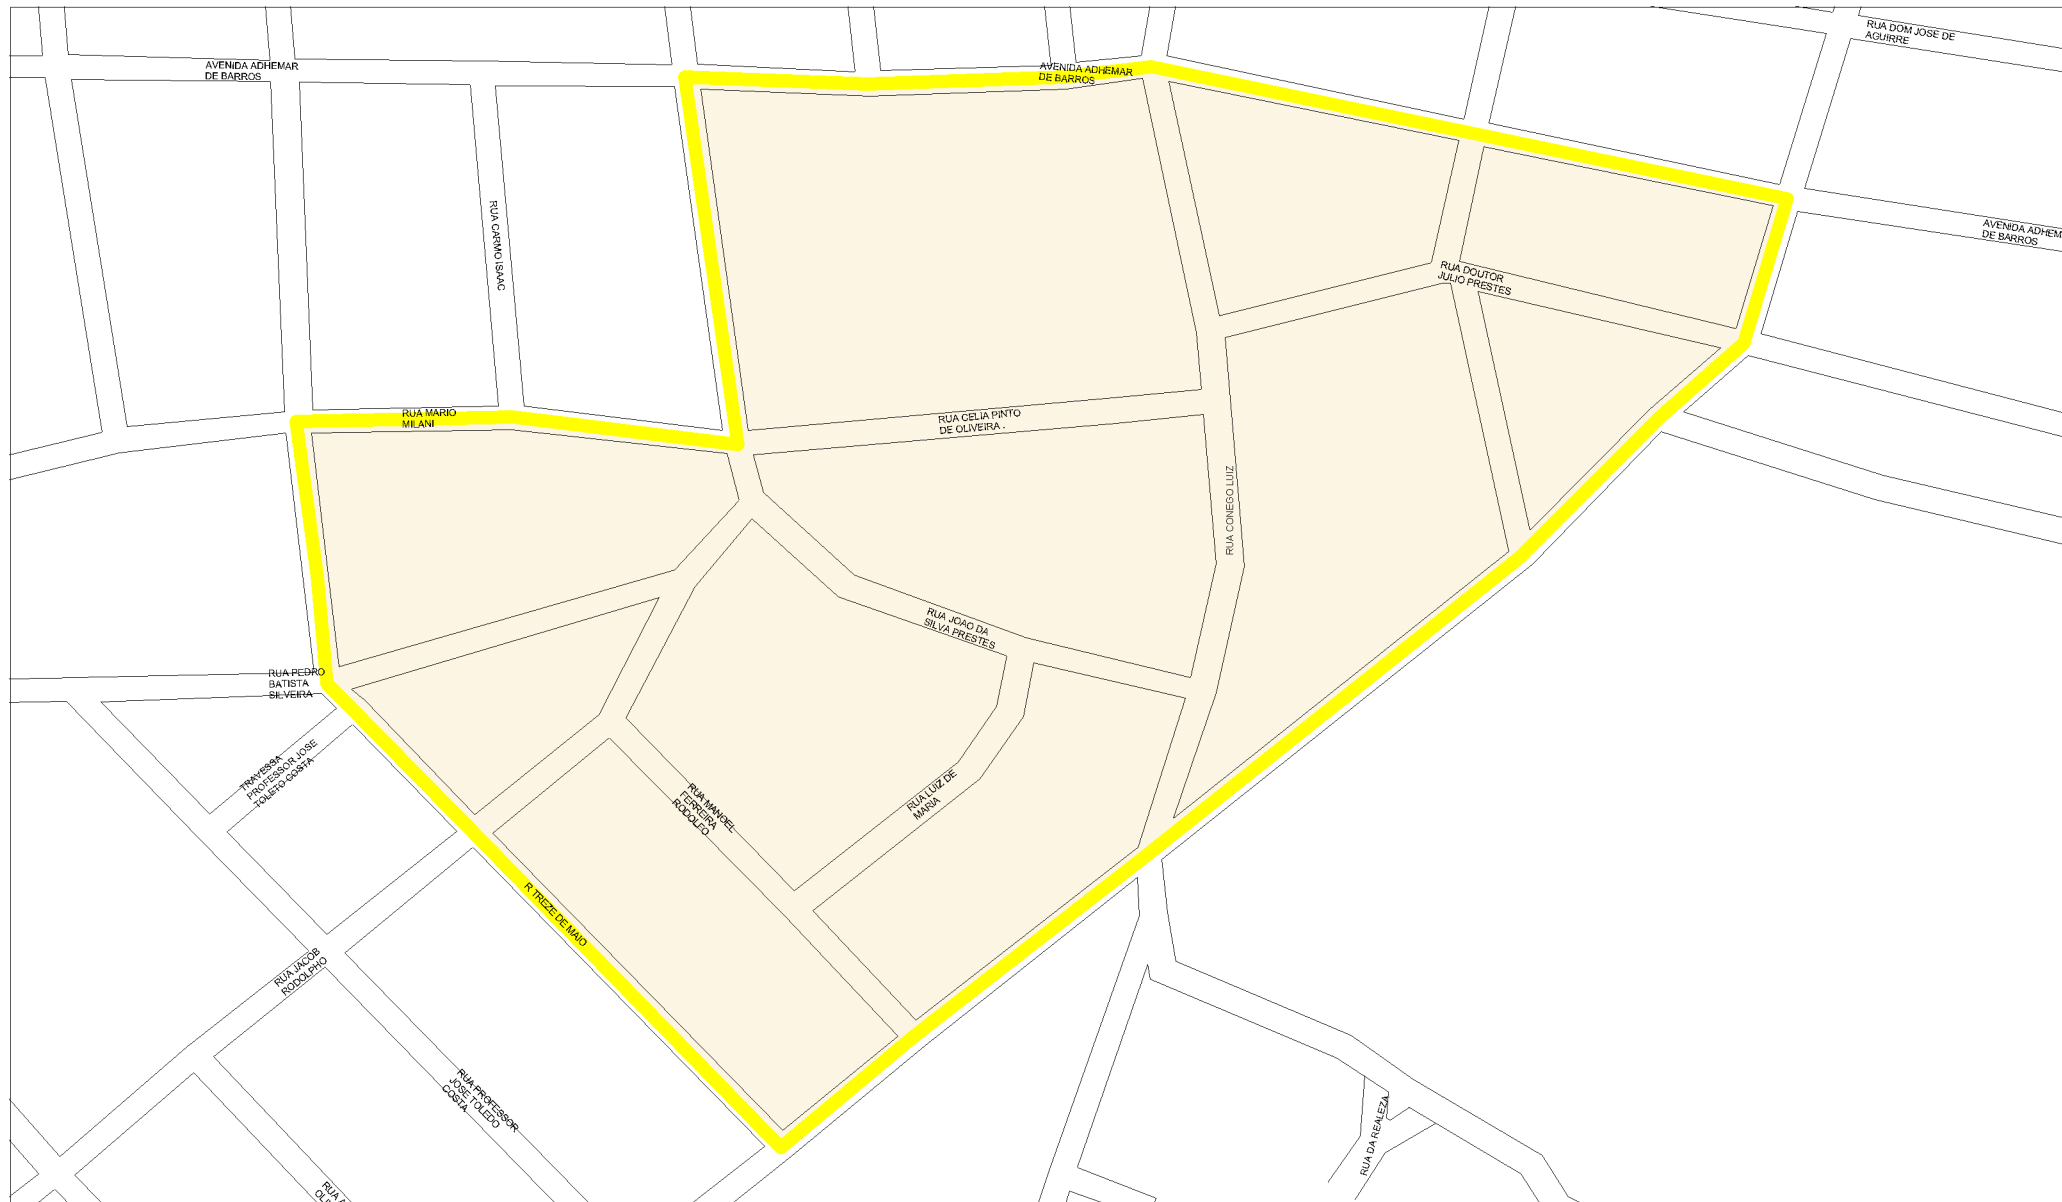 RUA DOM JOSE DE
AGUIRRE
AVENIDA ADHEMAR
DE BARROS
AVENIDA ADHEMAR
DE BARROS
RUA CARMO ISAAC
AVENIDA ADHEM
DE BARROS
RUA DOUTOR
JULIO PRESTES
RUA MARIO
MILANI
RUA CELIA PINTO
DE OLIVEIRA .
RUA CONEGO LUIZ
RUA JOAO DA
SILVA PRESTES
RUA PEDRO
BATISTA
SILVEIRA
TRAVESSA
PROFESSOR JOSE
TOLETO COSTA
RUA MANOEL
FERREIRA
RODOLFO
RUA LUIZ DE
MARIA
R TREZE DE MAIO
RUA JACOB
RODOLPHO
RUA PROFESSOR
JOSE TOLEDO
COSTA
RUA DA REALEZA
RUA